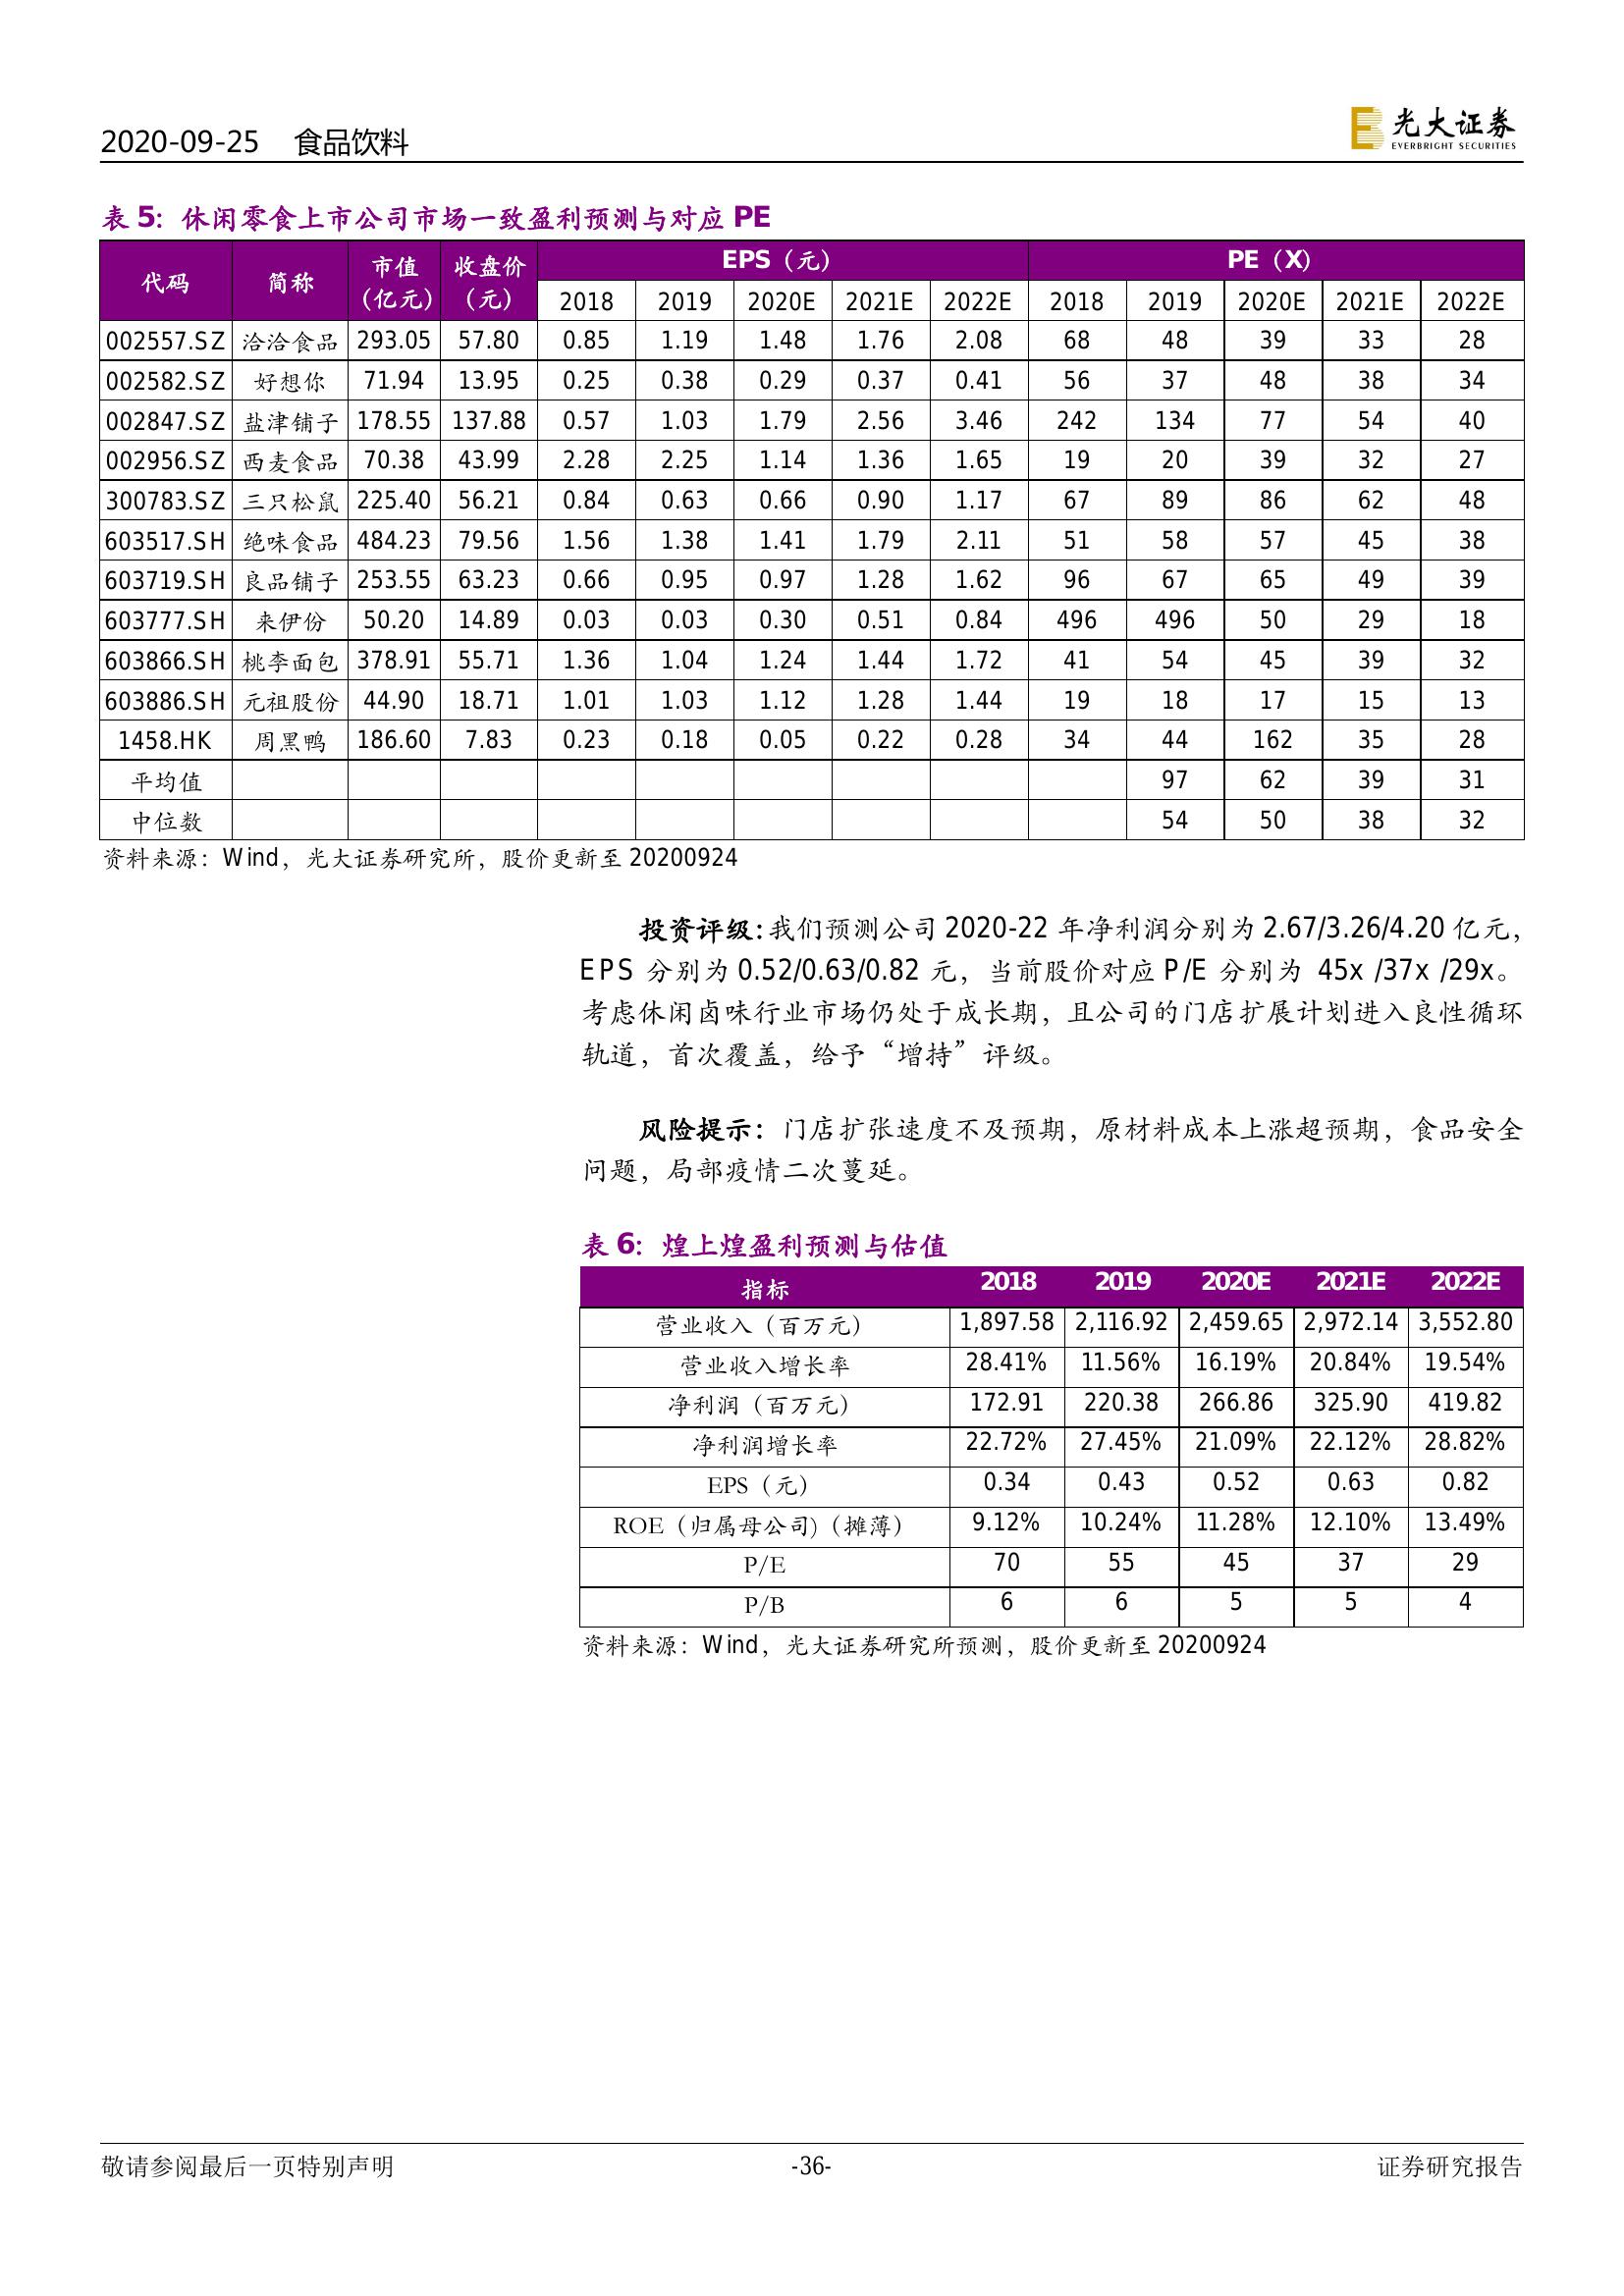 2020-09-25 食品饮料
光大证券
EVERBRIGHT SECURITIES
表 5：休闲零食上市公司市场一致盈利预测与对应 PE
代码 简称 市值（亿元） 收盘价（元） EPS（元） PE（X）
2018 2019 2020E 2021E 2022E 2018 2019 2020E 2021E 2022E
002557.SZ 洽洽食品 293.05 57.80 0.85 1.19 1.48 1.76 2.08 68 48 39 33 28
002582.SZ 好想你 71.94 13.95 0.25 0.38 0.29 0.37 0.41 56 37 48 38 34
002847.SZ 盐津铺子 178.55 137.88 0.57 1.03 1.79 2.56 3.46 242 134 77 54 40
002956.SZ 西麦食品 70.38 43.99 2.28 2.25 1.14 1.36 1.65 19 20 39 32 27
300783.SZ 三只松鼠 225.40 56.21 0.84 0.63 0.66 0.90 1.17 67 89 86 62 48
603517.SH 绝味食品 484.23 79.56 1.56 1.38 1.41 1.79 2.11 51 58 57 45 38
603719.SH 良品铺子 253.55 63.23 0.66 0.95 0.97 1.28 1.62 96 67 65 49 39
603777.SH 来伊份 50.20 14.89 0.03 0.03 0.30 0.51 0.84 496 496 50 29 18
603866.SH 桃李面包 378.91 55.71 1.36 1.04 1.24 1.44 1.72 41 54 45 39 32
603886.SH 元祖股份 44.90 18.71 1.01 1.03 1.12 1.28 1.44 19 18 17 15 13
1458.HK 周黑鸭 186.60 7.83 0.23 0.18 0.05 0.22 0.28 34 44 162 35 28
平均值 97 62 39 31
中位数 54 50 38 32
资料来源：Wind，光大证券研究所，股价更新至 20200924
投资评级：我们预测公司 2020-22 年净利润分别为 2.67/3.26/4.20 亿元，
EPS 分别为 0.52/0.63/0.82 元，当前股价对应 P/E 分别为 45x /37x /29x。
考虑休闲卤味行业市场仍处于成长期，且公司的门店扩展计划进入良性循环
轨道，首次覆盖，给予“增持”评级。
风险提示：门店扩张速度不及预期，原材料成本上涨超预期，食品安全
问题，局部疫情二次蔓延。
表 6：煌上煌盈利预测与估值
指标 2018 2019 2020E 2021E 2022E
营业收入（百万元） 1,897.58 2,116.92 2,459.65 2,972.14 3,552.80
营业收入增长率 28.41% 11.56% 16.19% 20.84% 19.54%
净利润（百万元） 172.91 220.38 266.86 325.90 419.82
净利润增长率 22.72% 27.45% 21.09% 22.12% 28.82%
EPS（元） 0.34 0.43 0.52 0.63 0.82
ROE（归属母公司）（摊薄） 9.12% 10.24% 11.28% 12.10% 13.49%
P/E 70 55 45 37 29
P/B 6 6 5 5 4
资料来源：Wind，光大证券研究所预测，股价更新至 20200924
敬请参阅最后一页特别声明 -36- 证券研究报告